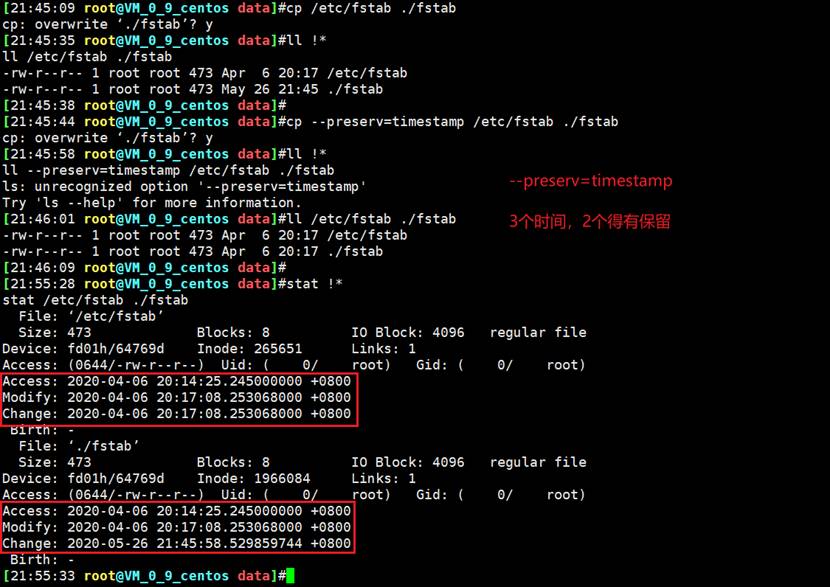 [21:45:09 root@VM_0_9_centos data]#cp /etc/fstab ./fstab
cp: overwrite ‘./fstab’? y
[21:45:35 root@VM_0_9_centos data]#ll !*
ll /etc/fstab ./fstab
-rw-r--r-- 1 root root 473 Apr  6 20:17 /etc/fstab
-rw-r--r-- 1 root root 473 May 26 21:45 ./fstab
[21:45:38 root@VM_0_9_centos data]#
[21:45:44 root@VM_0_9_centos data]#cp --preserv=timestamp /etc/fstab ./fstab
cp: overwrite ‘./fstab’? y
[21:45:58 root@VM_0_9_centos data]#ll !*
ll --preserv=timestamp /etc/fstab ./fstab
ls: unrecognized option '--preserv=timestamp'
Try 'ls --help' for more information.
--preserv=timestamp
3个时间，2个得有保留
[21:46:01 root@VM_0_9_centos data]#ll /etc/fstab ./fstab
-rw-r--r-- 1 root root 473 Apr  6 20:17 /etc/fstab
-rw-r--r-- 1 root root 473 Apr  6 20:17 ./fstab
[21:46:09 root@VM_0_9_centos data]#
[21:55:28 root@VM_0_9_centos data]#stat !*
stat /etc/fstab ./fstab
  File: ‘/etc/fstab’
  Size: 473             Blocks: 8          IO Block: 4096   regular file
Device: fd01h/64769d    Inode: 265651      Links: 1
Access: (0644/-rw-r--r--)  Uid: (    0/    root)   Gid: (    0/    root)
Access: 2020-04-06 20:14:25.245000000 +0800
Modify: 2020-04-06 20:17:08.253068000 +0800
Change: 2020-04-06 20:17:08.253068000 +0800
 Birth: -
  File: ‘./fstab’
  Size: 473             Blocks: 8          IO Block: 4096   regular file
Device: fd01h/64769d    Inode: 1966084     Links: 1
Access: (0644/-rw-r--r--)  Uid: (    0/    root)   Gid: (    0/    root)
Access: 2020-04-06 20:14:25.245000000 +0800
Modify: 2020-04-06 20:17:08.253068000 +0800
Change: 2020-05-26 21:45:58.529859744 +0800
 Birth: -
[21:55:33 root@VM_0_9_centos data]#